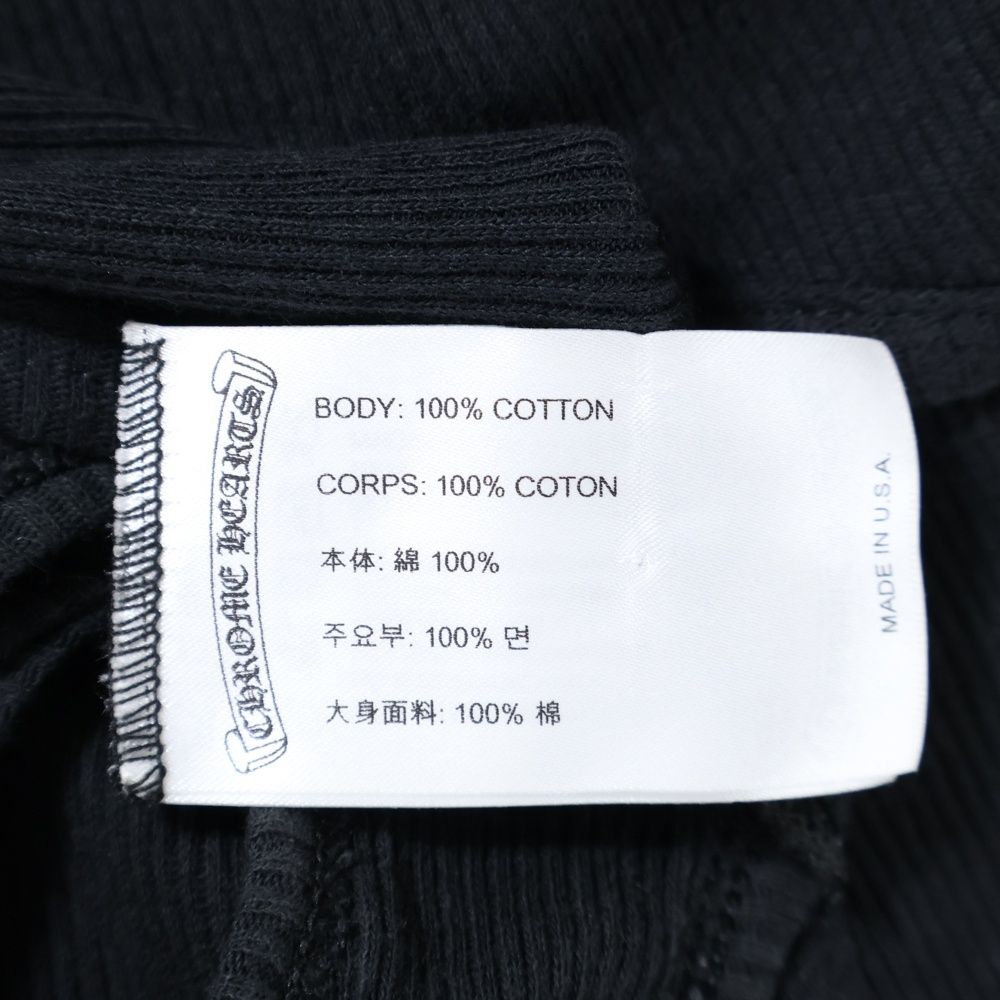 CHROME HEARTS
BODY: 100% COTTON
CORPS: 100% COTON
本体: 綿 100%
주요부: 100% 면
大身面料: 100% 棉
MADE IN U.S.A.